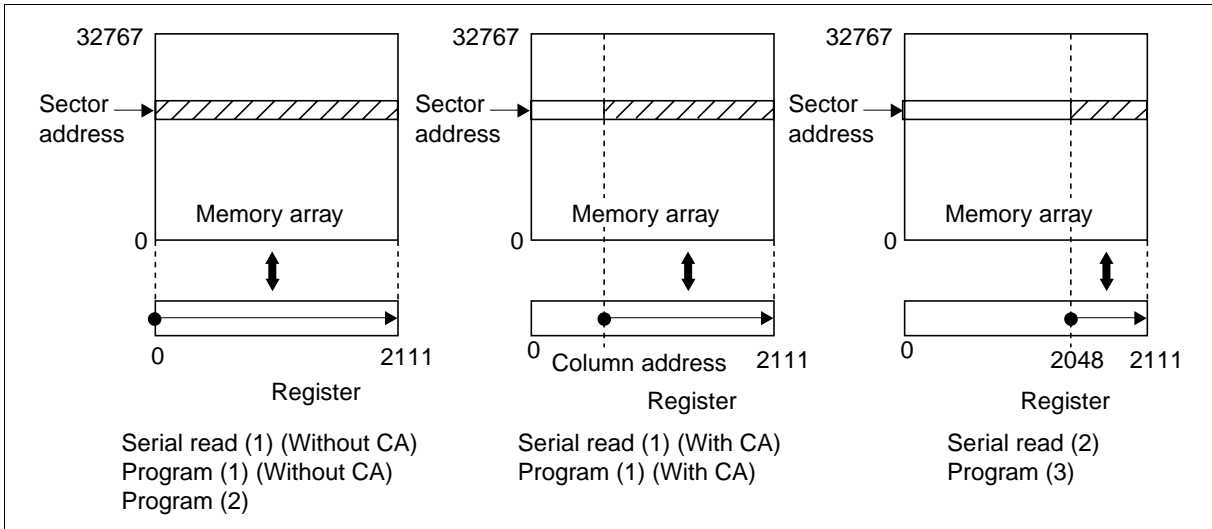 32767
Sector
address
Memory array
0
0
2111
Register
Serial read (1) (Without CA)
Program (1) (Without CA)
Program (2)
32767
Sector
address
Memory array
0
0
Column address
2111
Register
Serial read (1) (With CA)
Program (1) (With CA)
32767
Sector
address
Memory array
0
0
2048
2111
Register
Serial read (2)
Program (3)